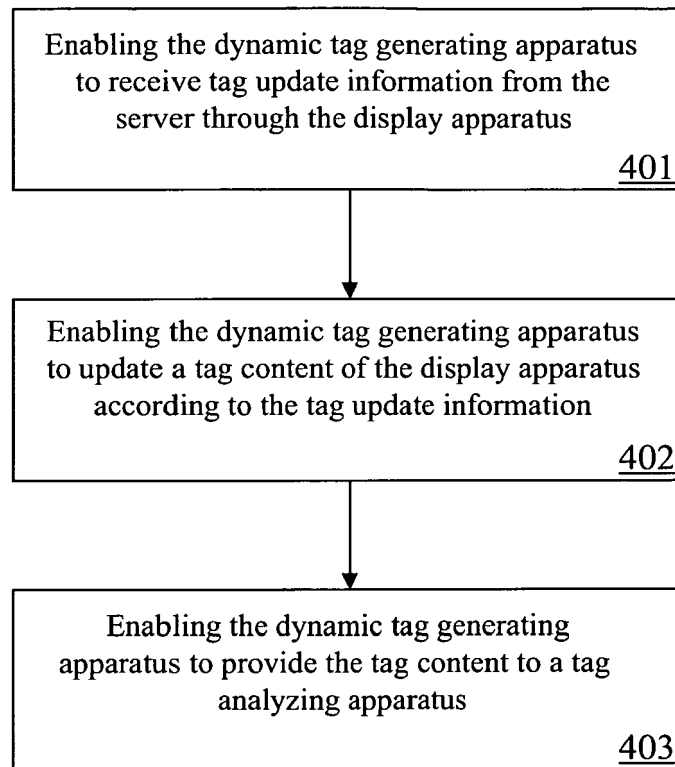 Enabling the dynamic tag generating apparatus
to receive tag update information from the
server through the display apparatus
401
Enabling the dynamic tag generating apparatus
to update a tag content of the display apparatus
according to the tag update information
402
Enabling the dynamic tag generating
apparatus to provide the tag content to a tag
analyzing apparatus
403